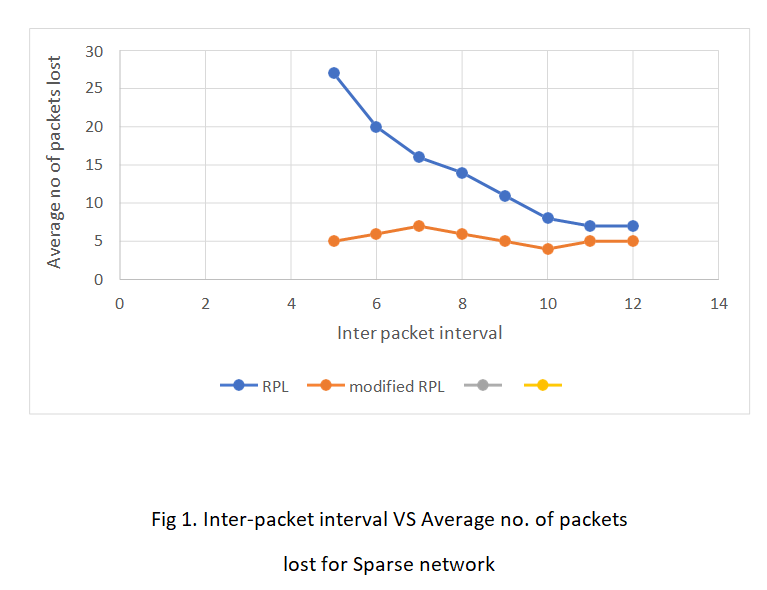 Average no of packets lost
30
25
20
15
10
5
0
0 2 4 6 8 10 12 14
Inter packet interval
RPL modified RPL
Fig 1. Inter-packet interval VS Average no. of packets
lost for Sparse network